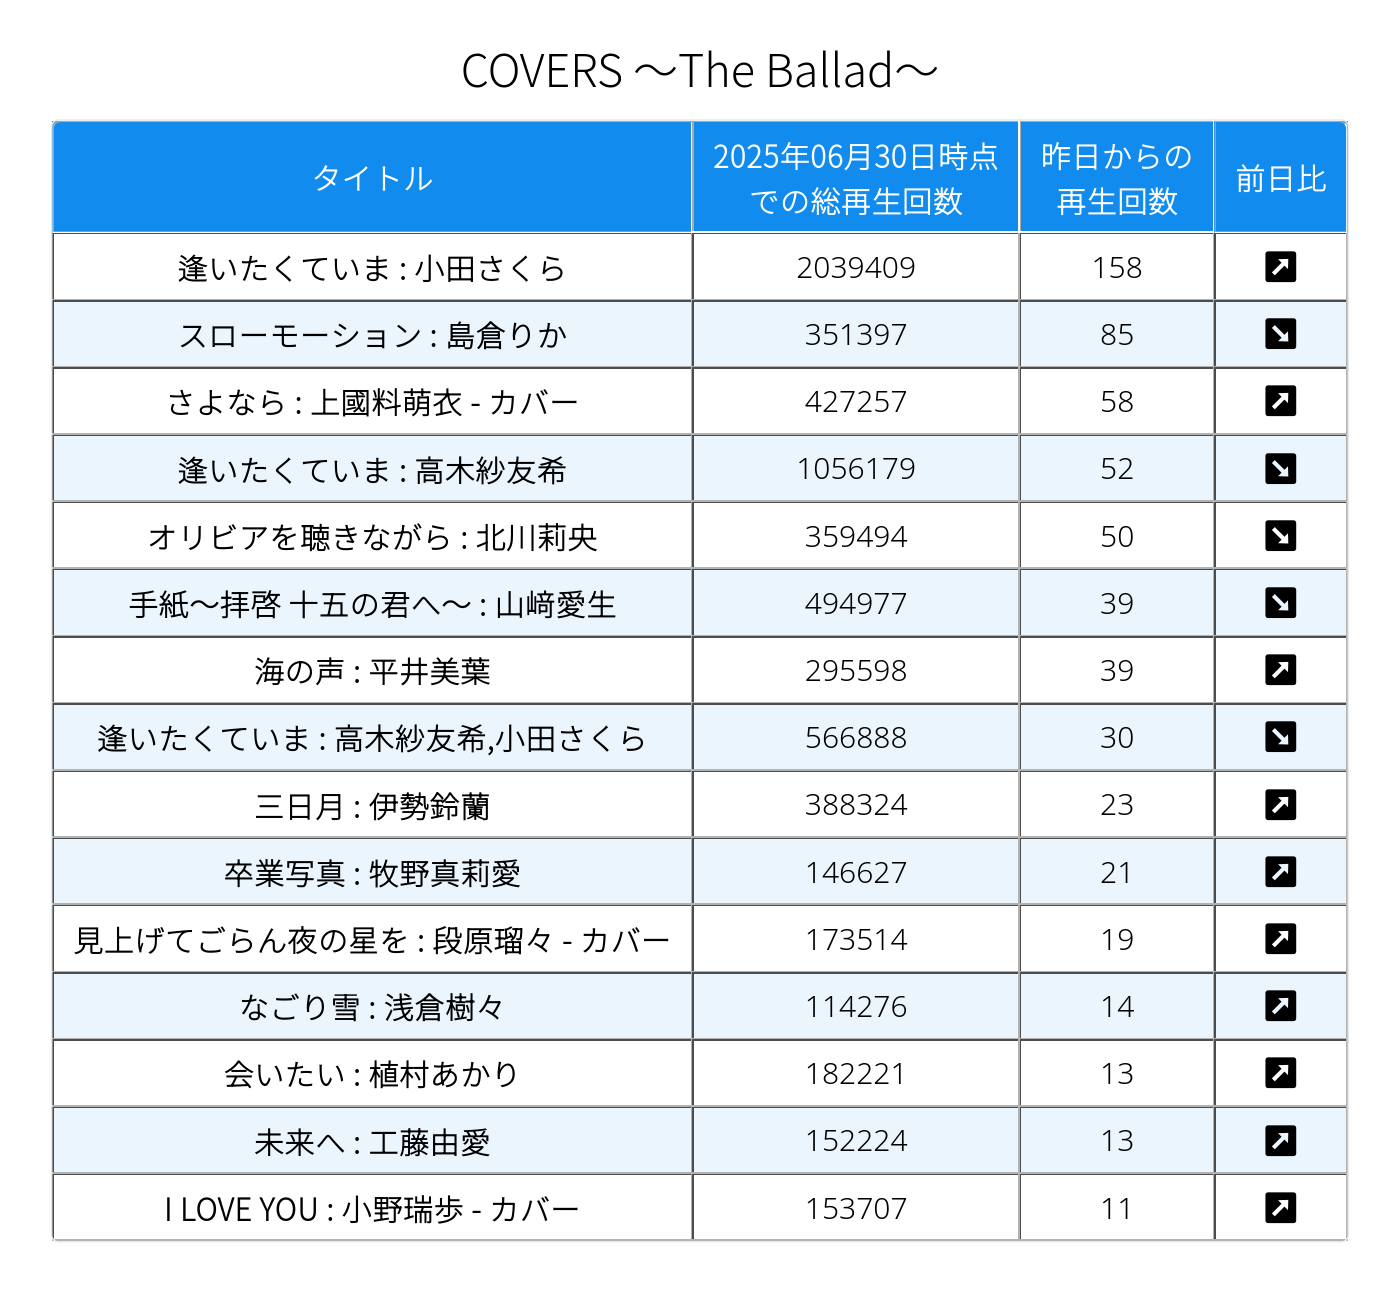 COVERS ～The Ballad～
タイトル
2025年06月30日時点
での総再生回数
昨日からの
再生回数
前日比
逢いたくていま : 小田さくら 2039409 158
スローモーション : 島倉りか 351397 85
さよなら : 上國料萌衣 - カバー 427257 58
逢いたくていま : 高木紗友希 1056179 52
オリビアを聴きながら : 北川莉央 359494 50
手紙～拝啓 十五の君へ～ : 山﨑愛生 494977 39
海の声 : 平井美葉 295598 39
逢いたくていま : 高木紗友希,小田さくら 566888 30
三日月 : 伊勢鈴蘭 388324 23
卒業写真 : 牧野真莉愛 146627 21
見上げてごらん夜の星を : 段原瑠々 - カバー 173514 19
なごり雪 : 浅倉樹々 114276 14
会いたい : 植村あかり 182221 13
未来へ : 工藤由愛 152224 13
I LOVE YOU : 小野瑞歩 - カバー 153707 11